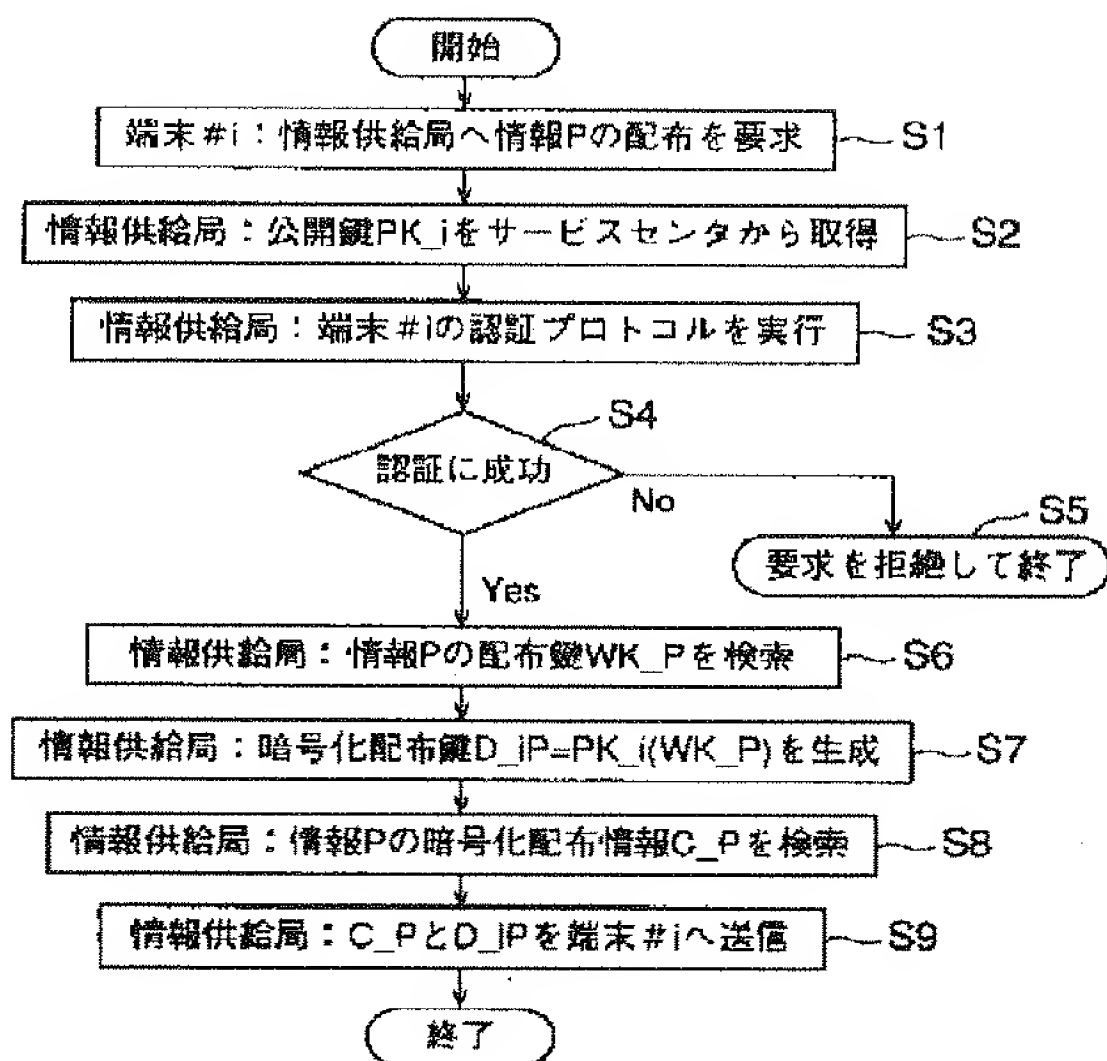 開始
端末#i：情報供給局へ情報Pの配布を要求 S1
情報供給局：公開鍵PK_iをサービスセンタから取得 S2
情報供給局：端末#iの認証プロトコルを実行 S3
S4
認証に成功
No
S5
要求を拒絶して終了
Yes
情報供給局：情報Pの配布鍵WK_Pを検索 S6
情報供給局：暗号化配布鍵D_iP=PK_i(WK_P)を生成 S7
情報供給局：情報Pの暗号化配布情報C_Pを検索 S8
情報供給局：C_PとD_iPを端末#iへ送信 S9
終了